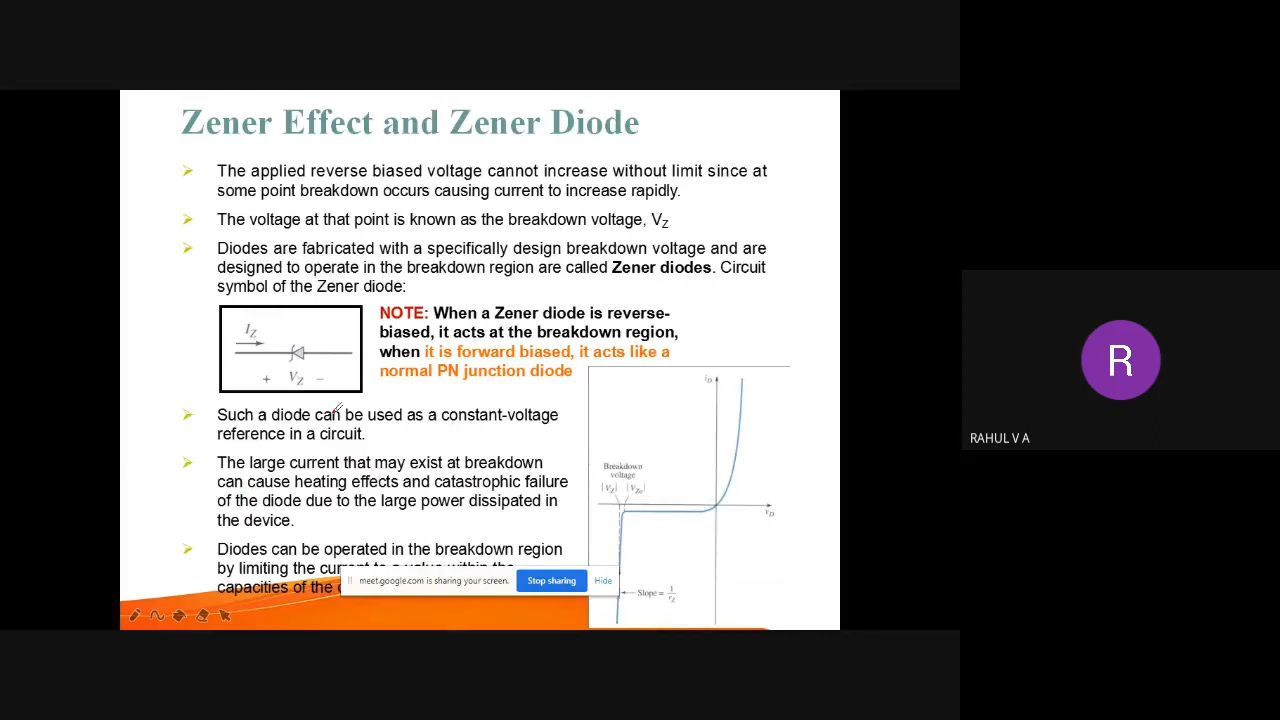 Zener Effect and Zener Diode
The applied reverse biased voltage cannot increase without limit since at
some point breakdown occurs causing current to increase rapidly.
The voltage at that point is known as the breakdown voltage, VZ
Diodes are fabricated with a specifically design breakdown voltage and are
designed to operate in the breakdown region are called Zener diodes. Circuit
symbol of the Zener diode:
IZ
+ VZ −
NOTE: When a Zener diode is reverse-
biased, it acts at the breakdown region,
when it is forward biased, it acts like a
normal PN junction diode
Such a diode can be used as a constant-voltage
reference in a circuit.
The large current that may exist at breakdown
can cause heating effects and catastrophic failure
of the diode due to the large power dissipated in
the device.
Diodes can be operated in the breakdown region
by limiting the current to a value within the
capacities of the
iD
Breakdown
voltage
|VZ| |VZo|
vD
Slope = 1/rZ
meet.google.com is sharing your screen.
Stop sharing
Hide
R
RAHUL V A